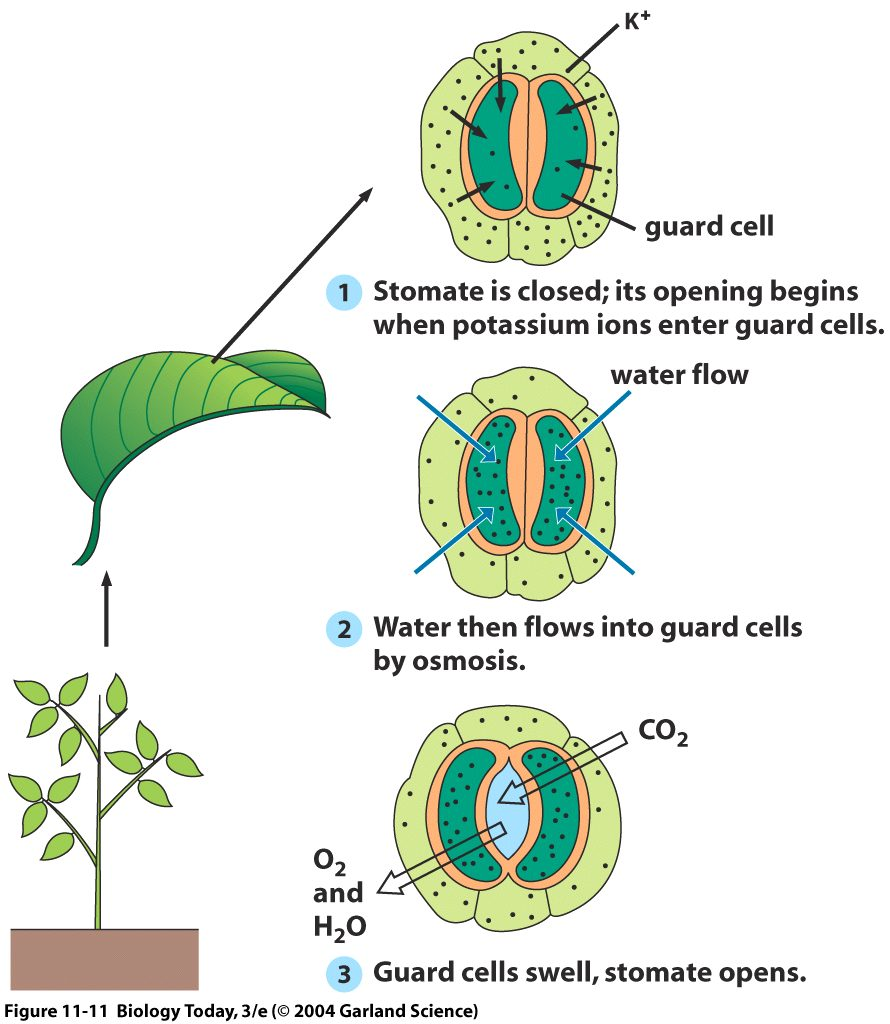 K⁺
guard cell
1 Stomate is closed; its opening begins
when potassium ions enter guard cells.
water flow
2 Water then flows into guard cells
by osmosis.
CO₂
O₂
and
H₂O
3 Guard cells swell, stomate opens.
Figure 11-11 Biology Today, 3/e (© 2004 Garland Science)